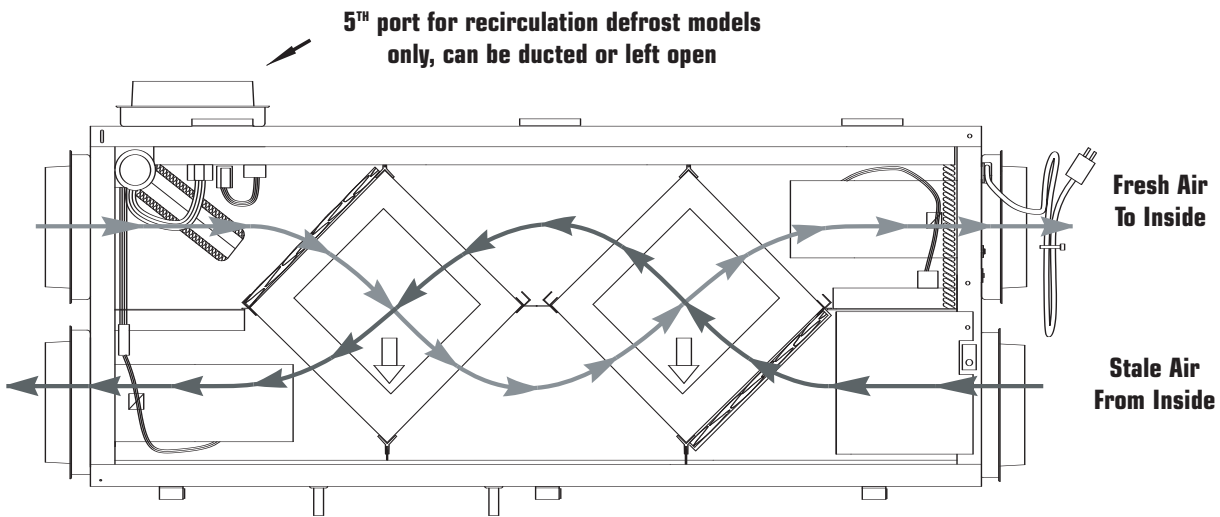 5TH port for recirculation defrost models
only, can be ducted or left open
Fresh Air
To Inside
Stale Air
From Inside